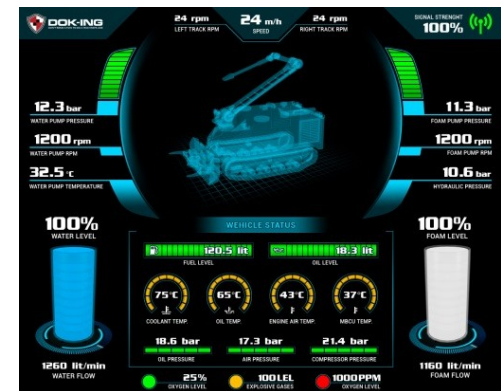 DOK-ING
24 rpm
LEFT TRACK RPM
24 m/h
SPEED
24 rpm
RIGHT TRACK RPM
SIGNAL STRENGHT
100%
12.3 bar
WATER PUMP PRESSURE
1200 rpm
WATER PUMP RPM
32.5 °C
WATER PUMP TEMPERATURE
11.3 bar
FOAM PUMP PRESSURE
1200 rpm
FOAM PUMP RPM
10.6 bar
HYDRAULIC PRESSURE
100%
WATER LEVEL
1260 lit/min
WATER FLOW
WEHICLE STATUS
120.5 lit
FUEL LEVEL
18.3 lit
OIL LEVEL
75°C
COOLANT TEMP.
65°C
OIL TEMP.
43°C
ENGINE AIR TEMP.
37°C
MBCU TEMP.
18.6 bar
OIL PRESSURE
17.3 bar
AIR PRESSURE
21.4 bar
COMPRESSOR PRESSURE
100%
FOAM LEVEL
1160 lit/min
FOAM FLOW
25%
OXYGEN LEVEL
100 LEL
EXPLOSIVE GASES
1000 PPM
OXYGEN LEVEL